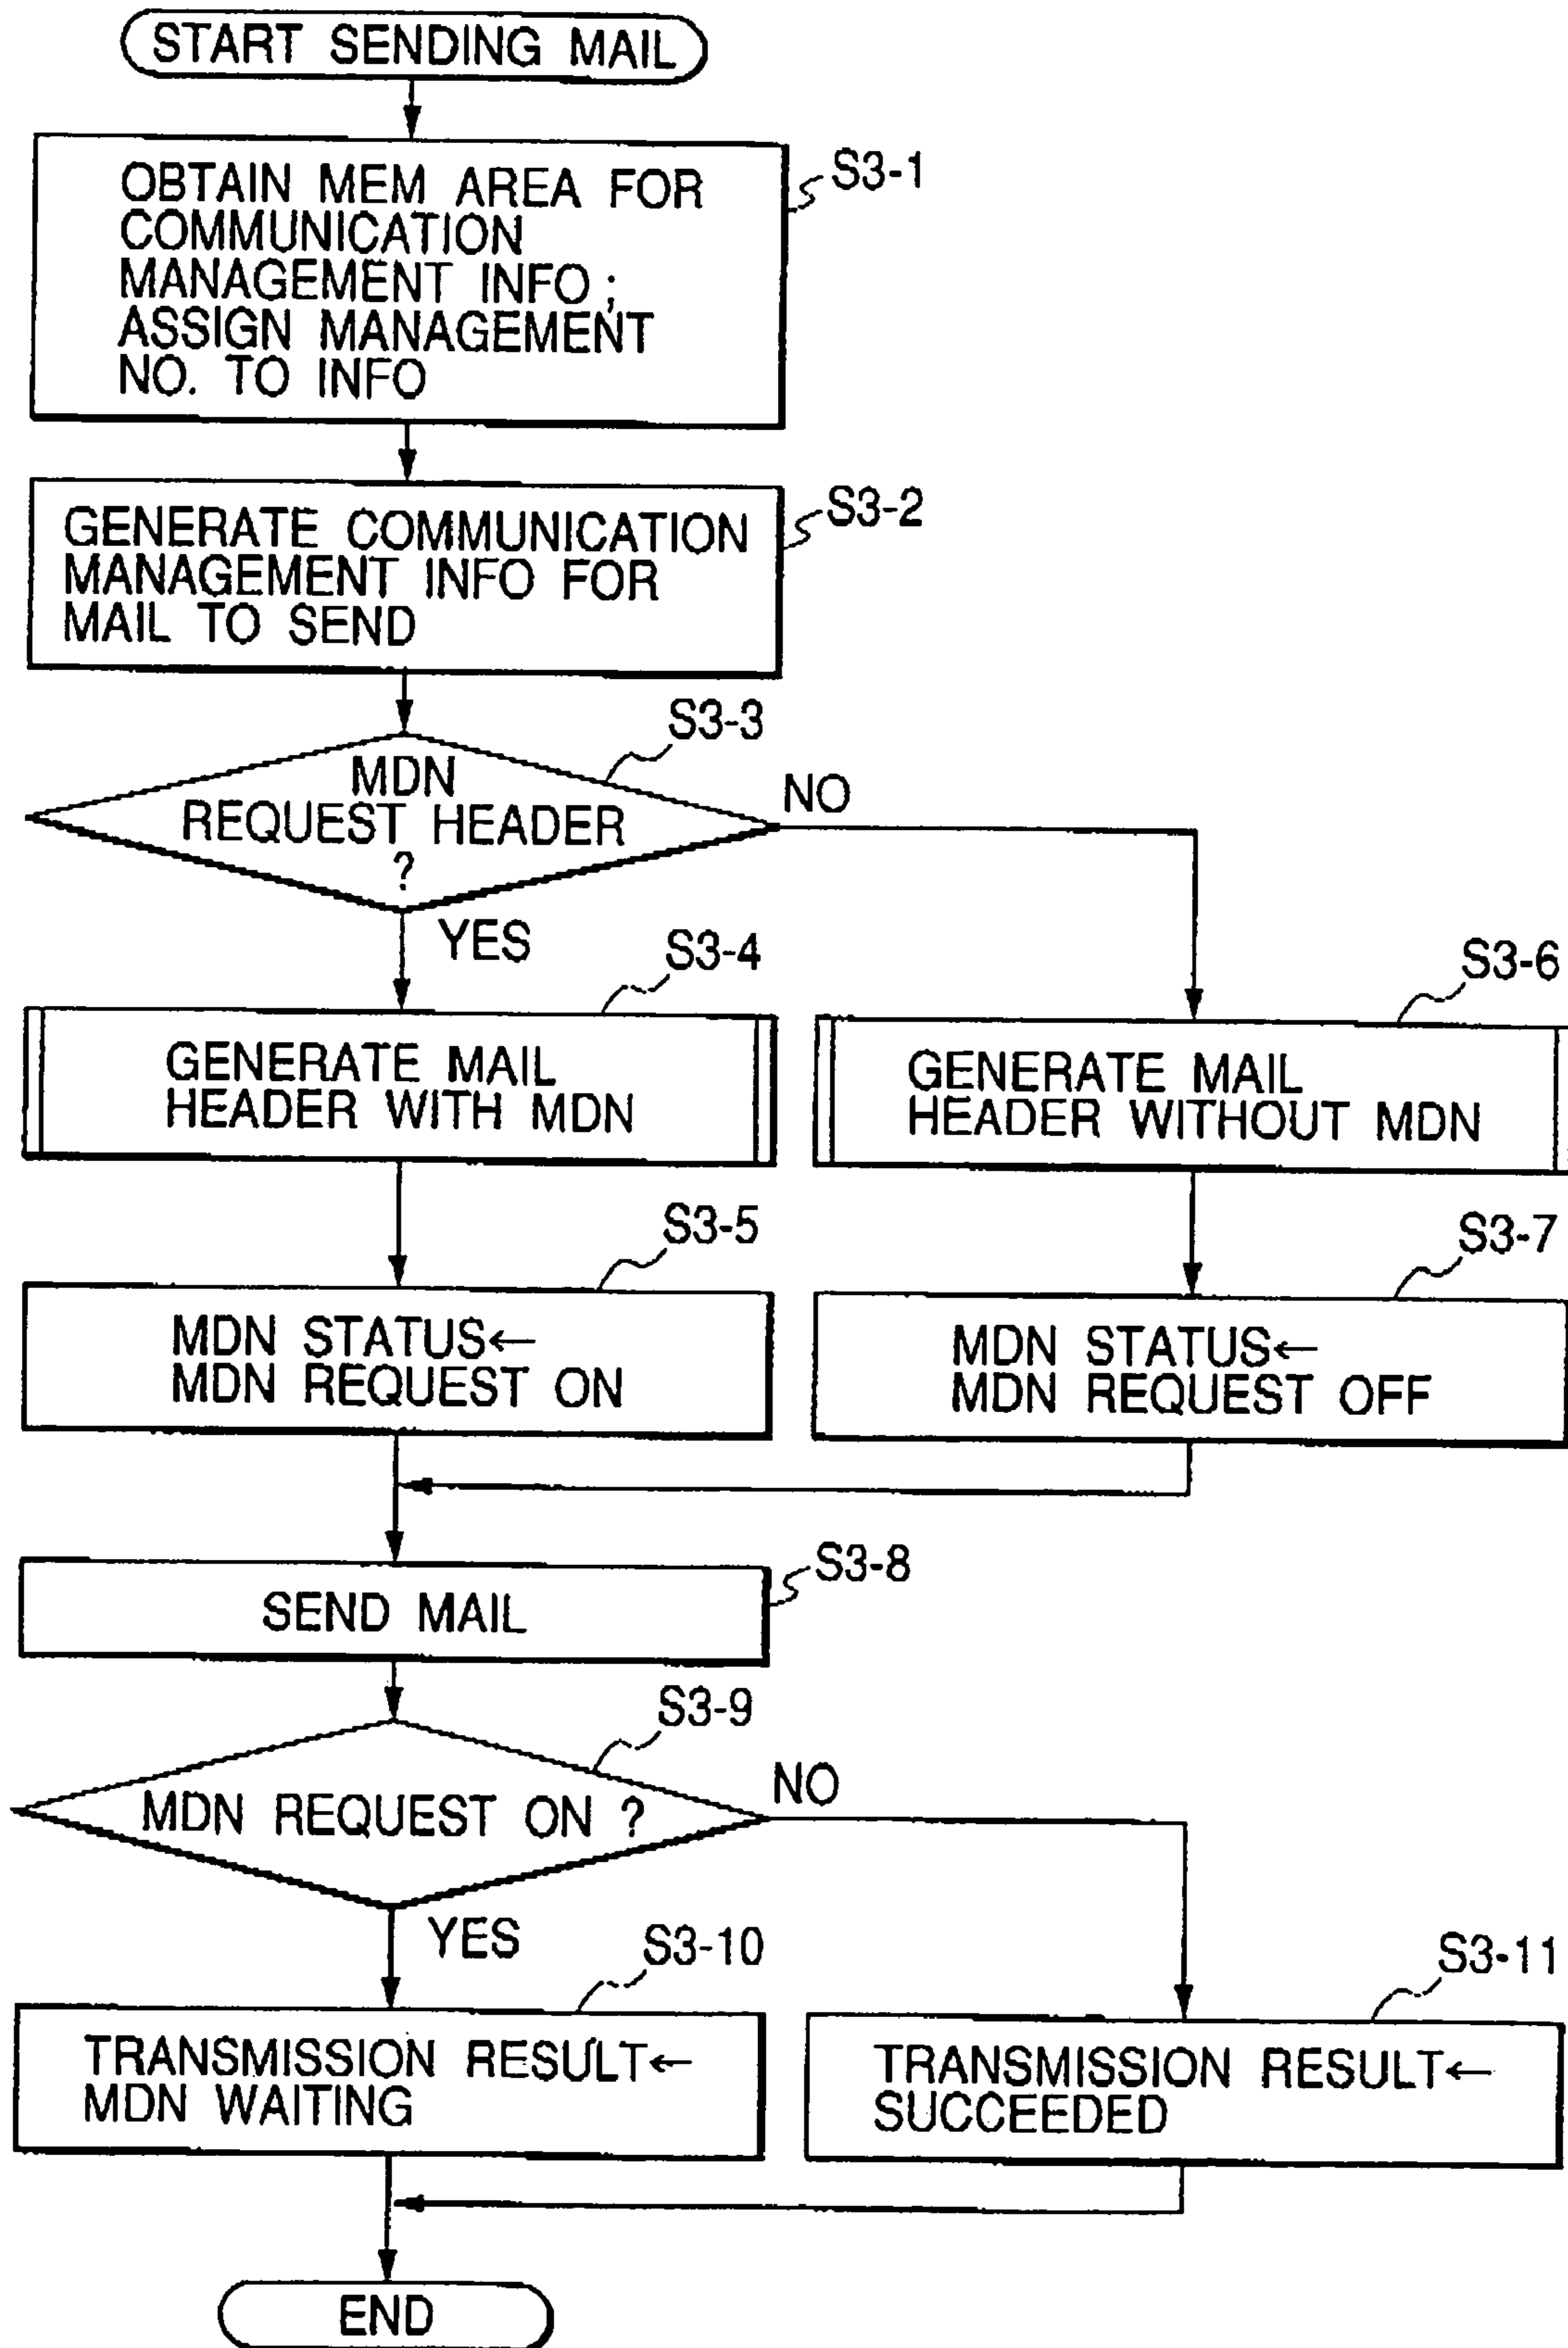 START SENDING MAIL
OBTAIN MEM AREA FOR
COMMUNICATION
MANAGEMENT INFO ;
ASSIGN MANAGEMENT
NO. TO INFO
S3-1
GENERATE COMMUNICATION
MANAGEMENT INFO FOR
MAIL TO SEND
S3-2
S3-3
MDN
REQUEST HEADER
?
NO
YES
S3-4
S3-6
GENERATE MAIL
HEADER WITH MDN
GENERATE MAIL
HEADER WITHOUT MDN
S3-5
S3-7
MDN STATUS←
MDN REQUEST ON
MDN STATUS←
MDN REQUEST OFF
S3-8
SEND MAIL
S3-9
MDN REQUEST ON ?
NO
YES
S3-10
S3-11
TRANSMISSION RESULT←
MDN WAITING
TRANSMISSION RESULT←
SUCCEEDED
END